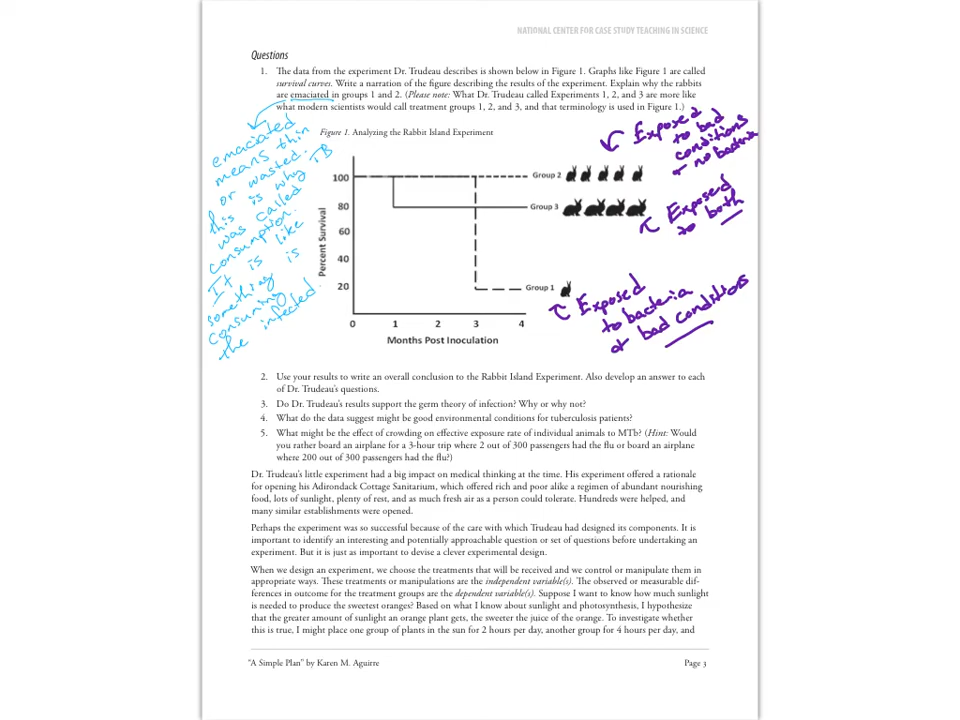 NATIONAL CENTER FOR CASE STUDY TEACHING IN SCIENCE
Questions
1. The data from the experiment Dr. Trudeau describes is shown below in Figure 1. Graphs like Figure 1 are called
survival curves. Write a narration of the figure describing the results of the experiment. Explain why the rabbits
are emaciated in groups 1 and 2. (Please note: What Dr. Trudeau called Experiments 1, 2, and 3 are more like
what modern scientists would call treatment groups 1, 2, and 3, and that terminology is used in Figure 1.)
emaciated
means thin
or wasted.
this is why TB
was called
consumption.
It is like
something is
consuming
the infected
Figure 1. Analyzing the Rabbit Island Experiment
Exposed
to bad
conditions
+ no bacteria
Percent Survival
100
80
60
40
20
Group 2
Group 3
Exposed
to both
Group 1
Exposed
to bacteria
+ bad conditions
0 1 2 3 4
Months Post Inoculation
2. Use your results to write an overall conclusion to the Rabbit Island Experiment. Also develop an answer to each
of Dr. Trudeau's questions.
3. Do Dr. Trudeau's results support the germ theory of infection? Why or why not?
4. What do the data suggest might be good environmental conditions for tuberculosis patients?
5. What might be the effect of crowding on effective exposure rate of individual animals to MTb? (Hint: Would
you rather board an airplane for a 3-hour trip where 2 out of 300 passengers had the flu or board an airplane
where 200 out of 300 passengers had the flu?)
Dr. Trudeau's little experiment had a big impact on medical thinking at the time. His experiment offered a rationale
for opening his Adirondack Cottage Sanitarium, which offered rich and poor alike a regimen of abundant nourishing
food, lots of sunlight, plenty of rest, and as much fresh air as a person could tolerate. Hundreds were helped, and
many similar establishments were opened.
Perhaps the experiment was so successful because of the care with which Trudeau had designed its components. It is
important to identify an interesting and potentially approachable question or set of questions before undertaking an
experiment. But it is just as important to devise a clever experimental design.
When we design an experiment, we choose the treatments that will be received and we control or manipulate them in
appropriate ways. These treatments or manipulations are the independent variable(s). The observed or measurable dif-
ferences in outcome for the treatment groups are the dependent variable(s). Suppose I want to know how much sunlight
is needed to produce the sweetest oranges? Based on what I know about sunlight and photosynthesis, I hypothesize
that the greater amount of sunlight an orange plant gets, the sweeter the juice of the orange. To investigate whether
this is true, I might place one group of plants in the sun for 2 hours per day, another group for 4 hours per day, and
"A Simple Plan" by Karen M. Aguirre
Page 3